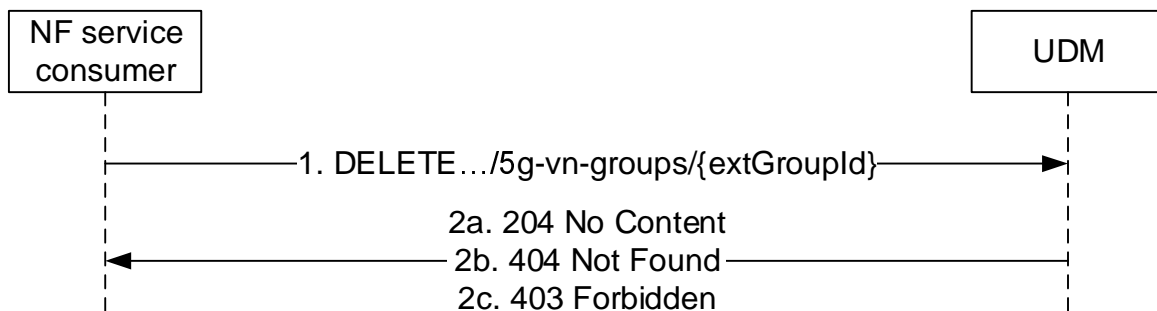 NF service
consumer
UDM
1. DELETE…/5g-vn-groups/{extGroupId}
2a. 204 No Content
2b. 404 Not Found
2c. 403 Forbidden